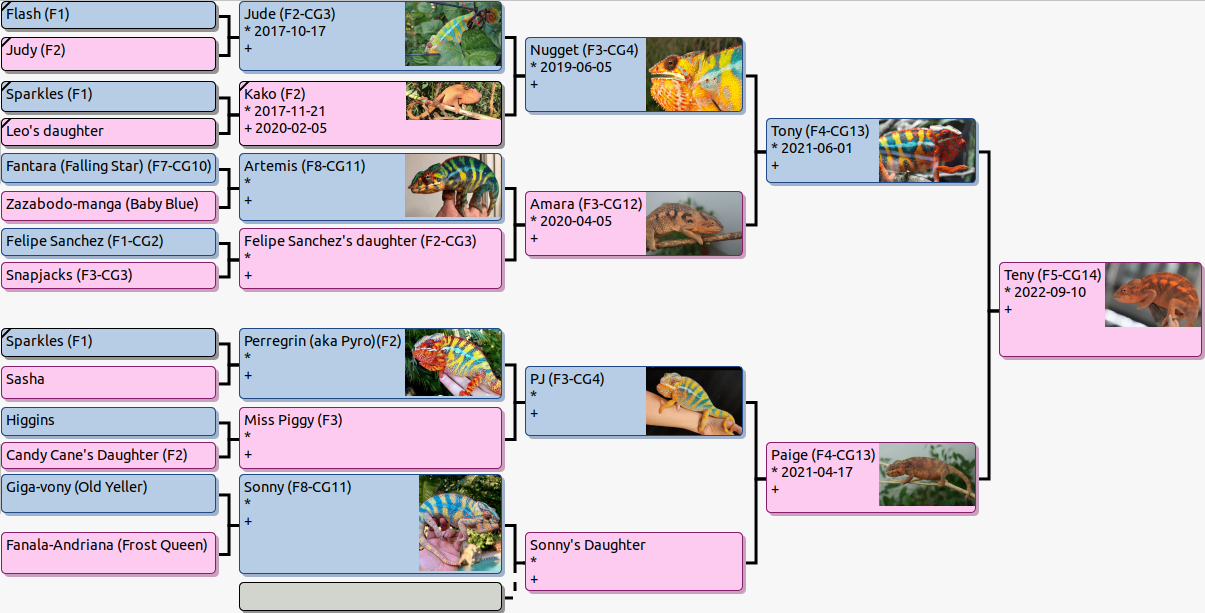 Flash (F1)
Judy (F2)
Sparkles (F1)
Leo's daughter
Fantara (Falling Star) (F7-CG10)
Zazabodo-manga (Baby Blue)
Felipe Sanchez (F1-CG2)
Snapjacks (F3-CG3)
Sparkles (F1)
Sasha
Higgins
Candy Cane's Daughter (F2)
Giga-vony (Old Yeller)
Fanala-Andriana (Frost Queen)
Jude (F2-CG3)
* 2017-10-17
+
Kako (F2)
* 2017-11-21
+ 2020-02-05
Artemis (F8-CG11)
*
+
Felipe Sanchez's daughter (F2-CG3)
*
+
Perregrin (aka Pyro)(F2)
*
+
Miss Piggy (F3)
*
+
Sonny (F8-CG11)
*
+
Nugget (F3-CG4)
* 2019-06-05
+
Amara (F3-CG12)
* 2020-04-05
+
PJ (F3-CG4)
*
+
Sonny's Daughter
*
+
Tony (F4-CG13)
* 2021-06-01
+
Paige (F4-CG13)
* 2021-04-17
+
Teny (F5-CG14)
* 2022-09-10
+